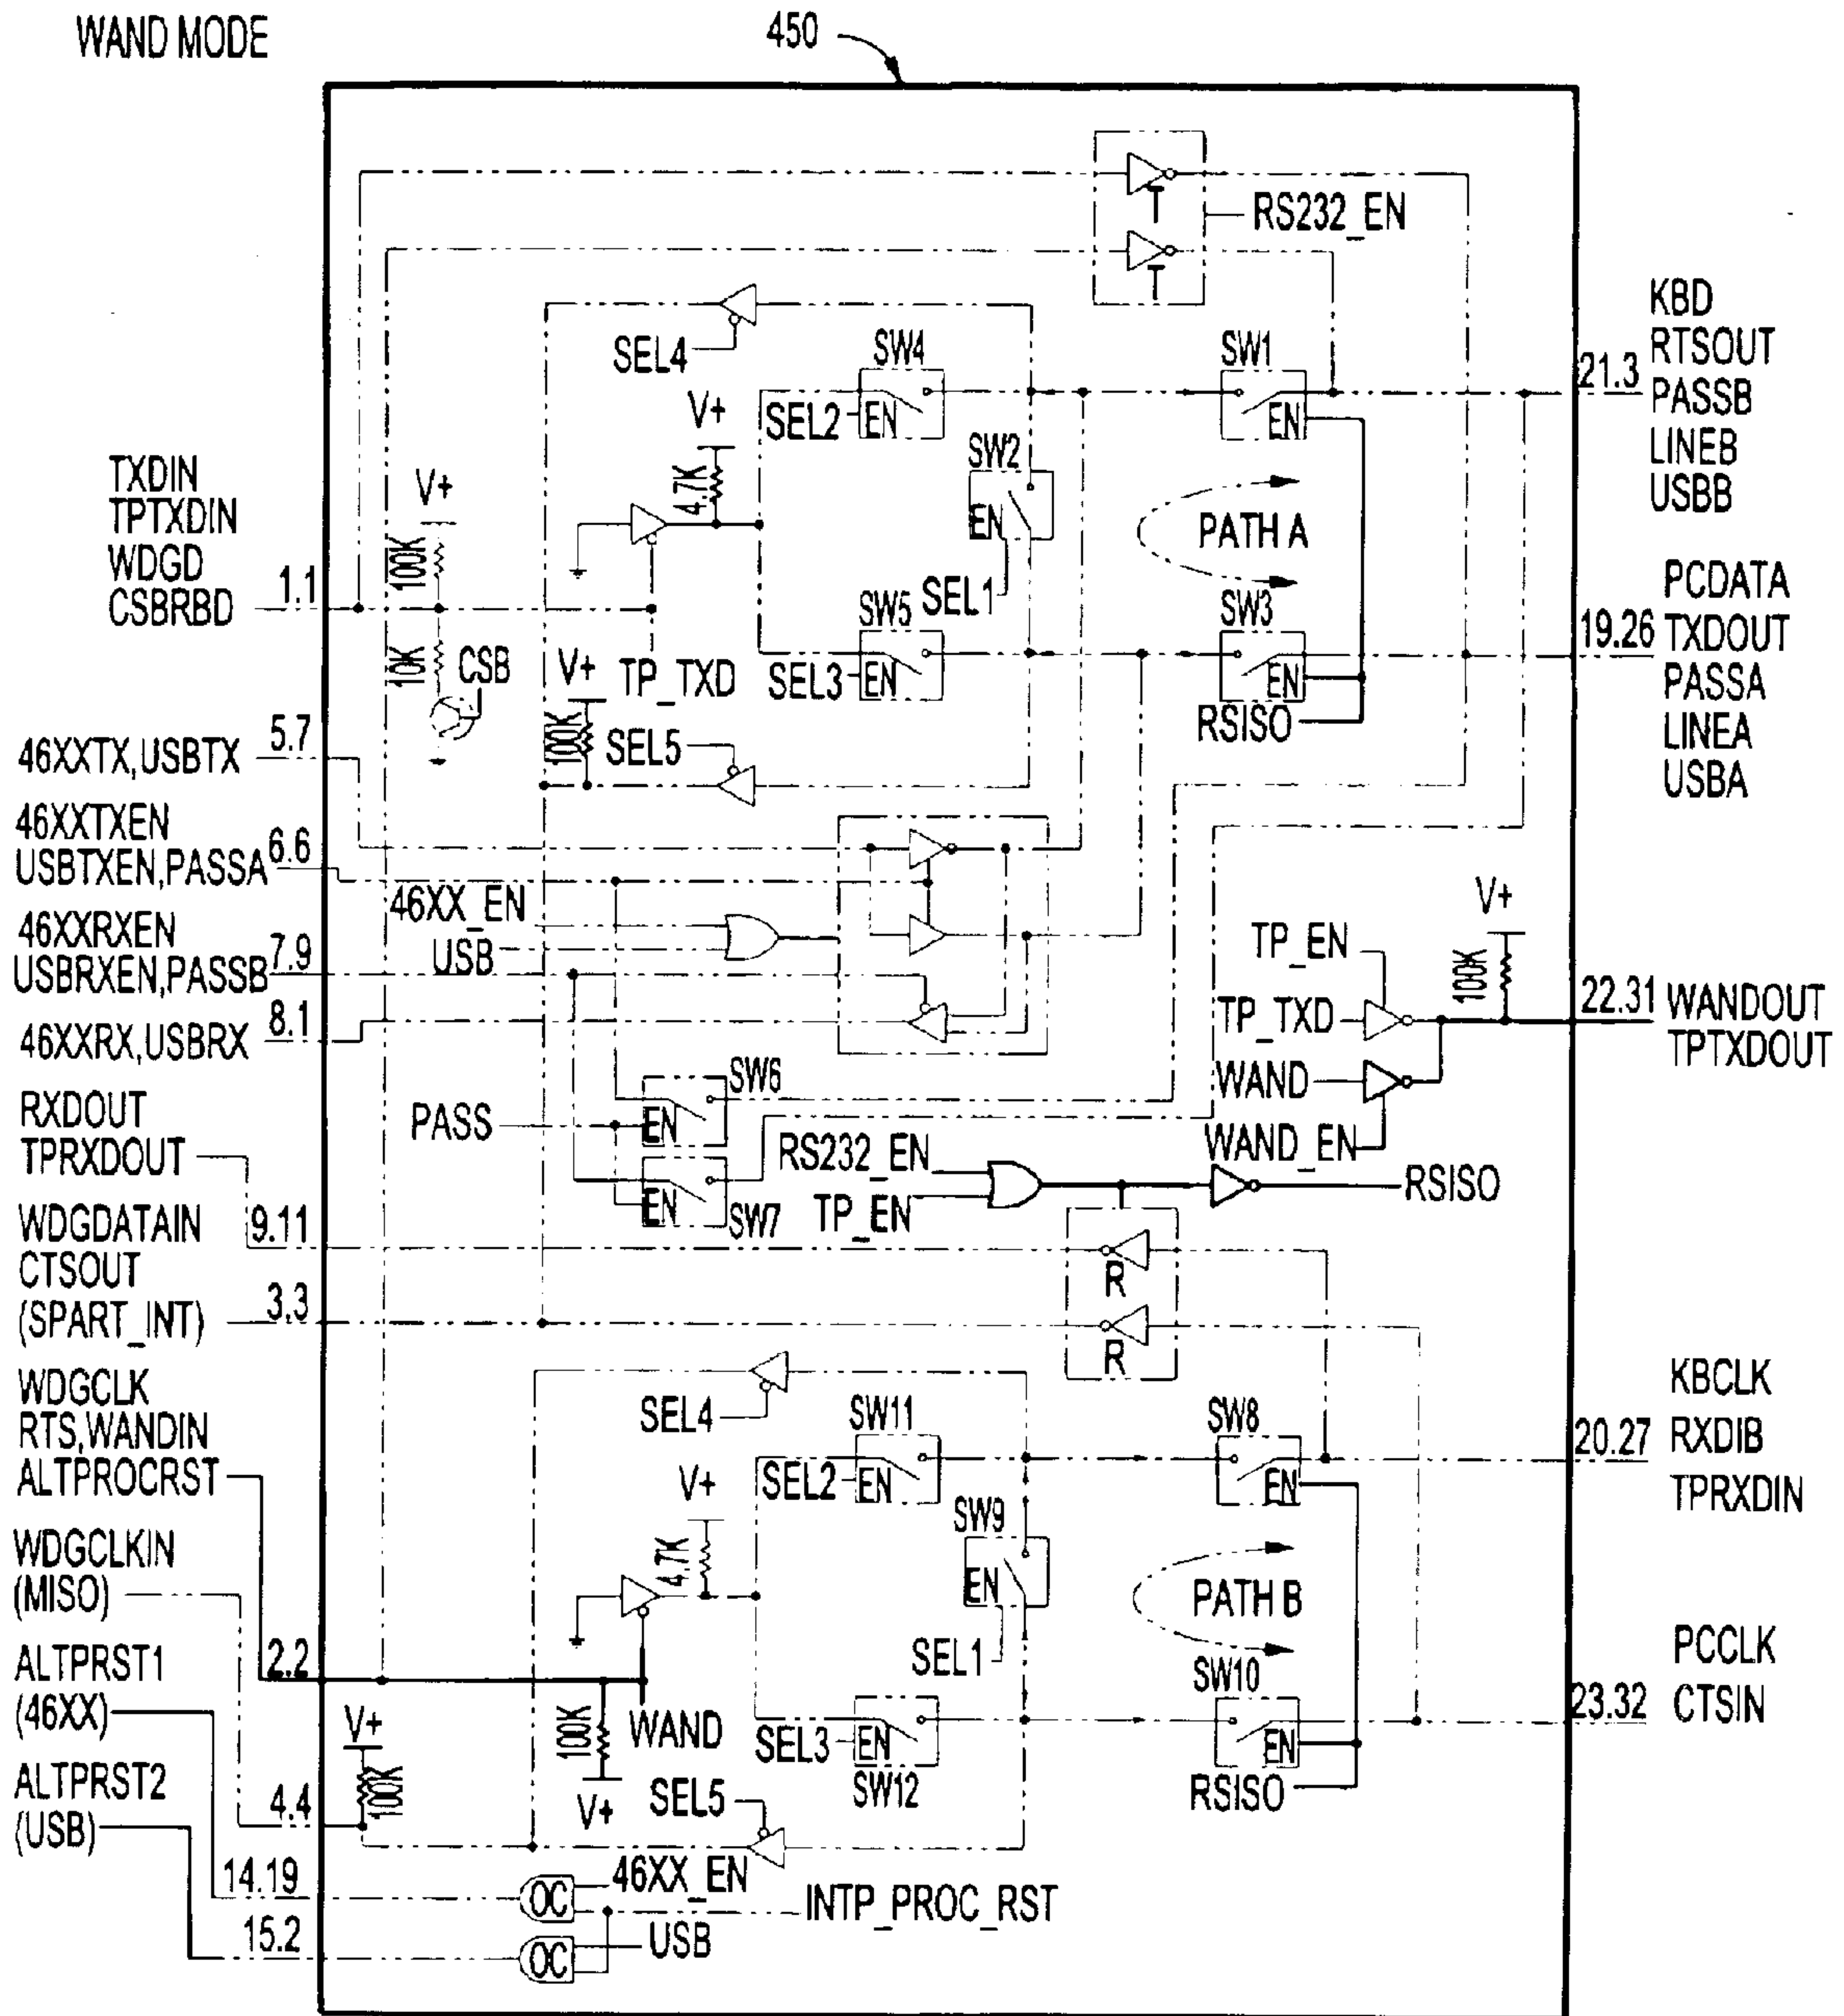 WAND MODE
450
RS232_EN
SEL4
SW4
SW1
SEL2
EN
EN
V+
4.7K
SW2
EN
SEL1
PATH A
KBD
RTSOUT
21.3
PASSB
LINEB
USBB
TXDIN
TPTXDIN
WDGD
CSBRBD
1.1
V+
100K
10K
CSB
TP_TXD
SW5
SEL3
EN
SW3
EN
RSISO
PCDATA
19.26
TXDOUT
PASSA
LINEA
USBA
V+
100K
SEL5
46XXTX,USBTX
5.7
46XXTXEN
USBTXEN,PASSA
6.6
46XX_EN
USB
46XXRXEN
USBRXEN,PASSB
7.9
46XXRX,USBRX
8.1
V+
100K
TP_EN
TP_TXD
WAND
WAND_EN
22.31
WANDOUT
TPTXDOUT
PASS
SW6
EN
EN
SW7
RS232_EN
TP_EN
RSISO
RXDOUT
TPRXDOUT
9.11
R
WDGDATAIN
CTSOUT
(SPART_INT)
3.3
R
SEL4
SW11
SEL2
EN
SW8
EN
KBCLK
20.27
RXDIB
TPRXDIN
WDGCLK
RTS,WANDIN
ALTPROCRST
2.2
V+
4.7K
SW9
EN
SEL1
PATH B
WDGCLKIN
(MISO)
4.4
V+
100K
100K
V+
WAND
SEL3
EN
SW12
SW10
EN
RSISO
PCCLK
23.32
CTSIN
SEL5
ALTPRST1
(46XX)
14.19
OC
46XX_EN
INTP_PROC_RST
ALTPRST2
(USB)
15.2
OC
USB
T
T